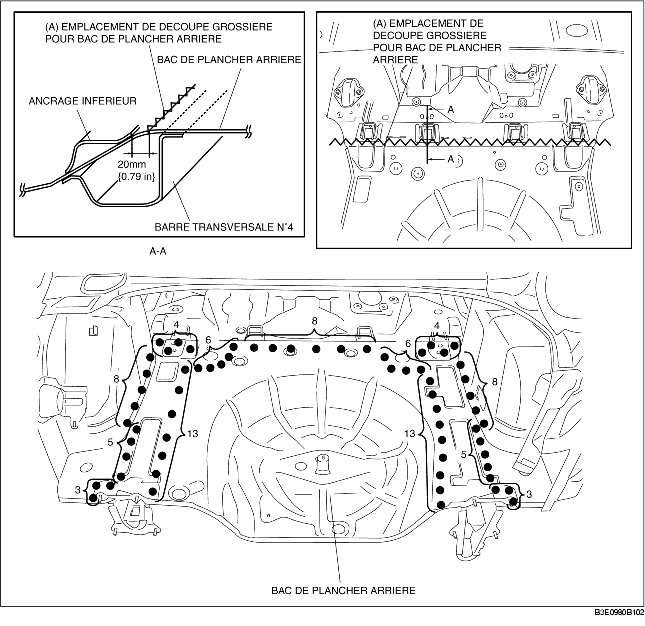 (A) EMPLACEMENT DE DECOUPE GROSSIERE
POUR BAC DE PLANCHER ARRIERE
BAC DE PLANCHER ARRIERE
ANCRAGE INFERIEUR
20mm
{0.79 in}
BARRE TRANSVERSALE N˚4
A-A
(A) EMPLACEMENT DE
DECOUPE GROSSIERE
POUR BAC DE PLANCHER
ARRIERE
A
A
8
4
4
6
6
8
8
13
13
5
5
3
3
BAC DE PLANCHER ARRIERE
B3E0980B102